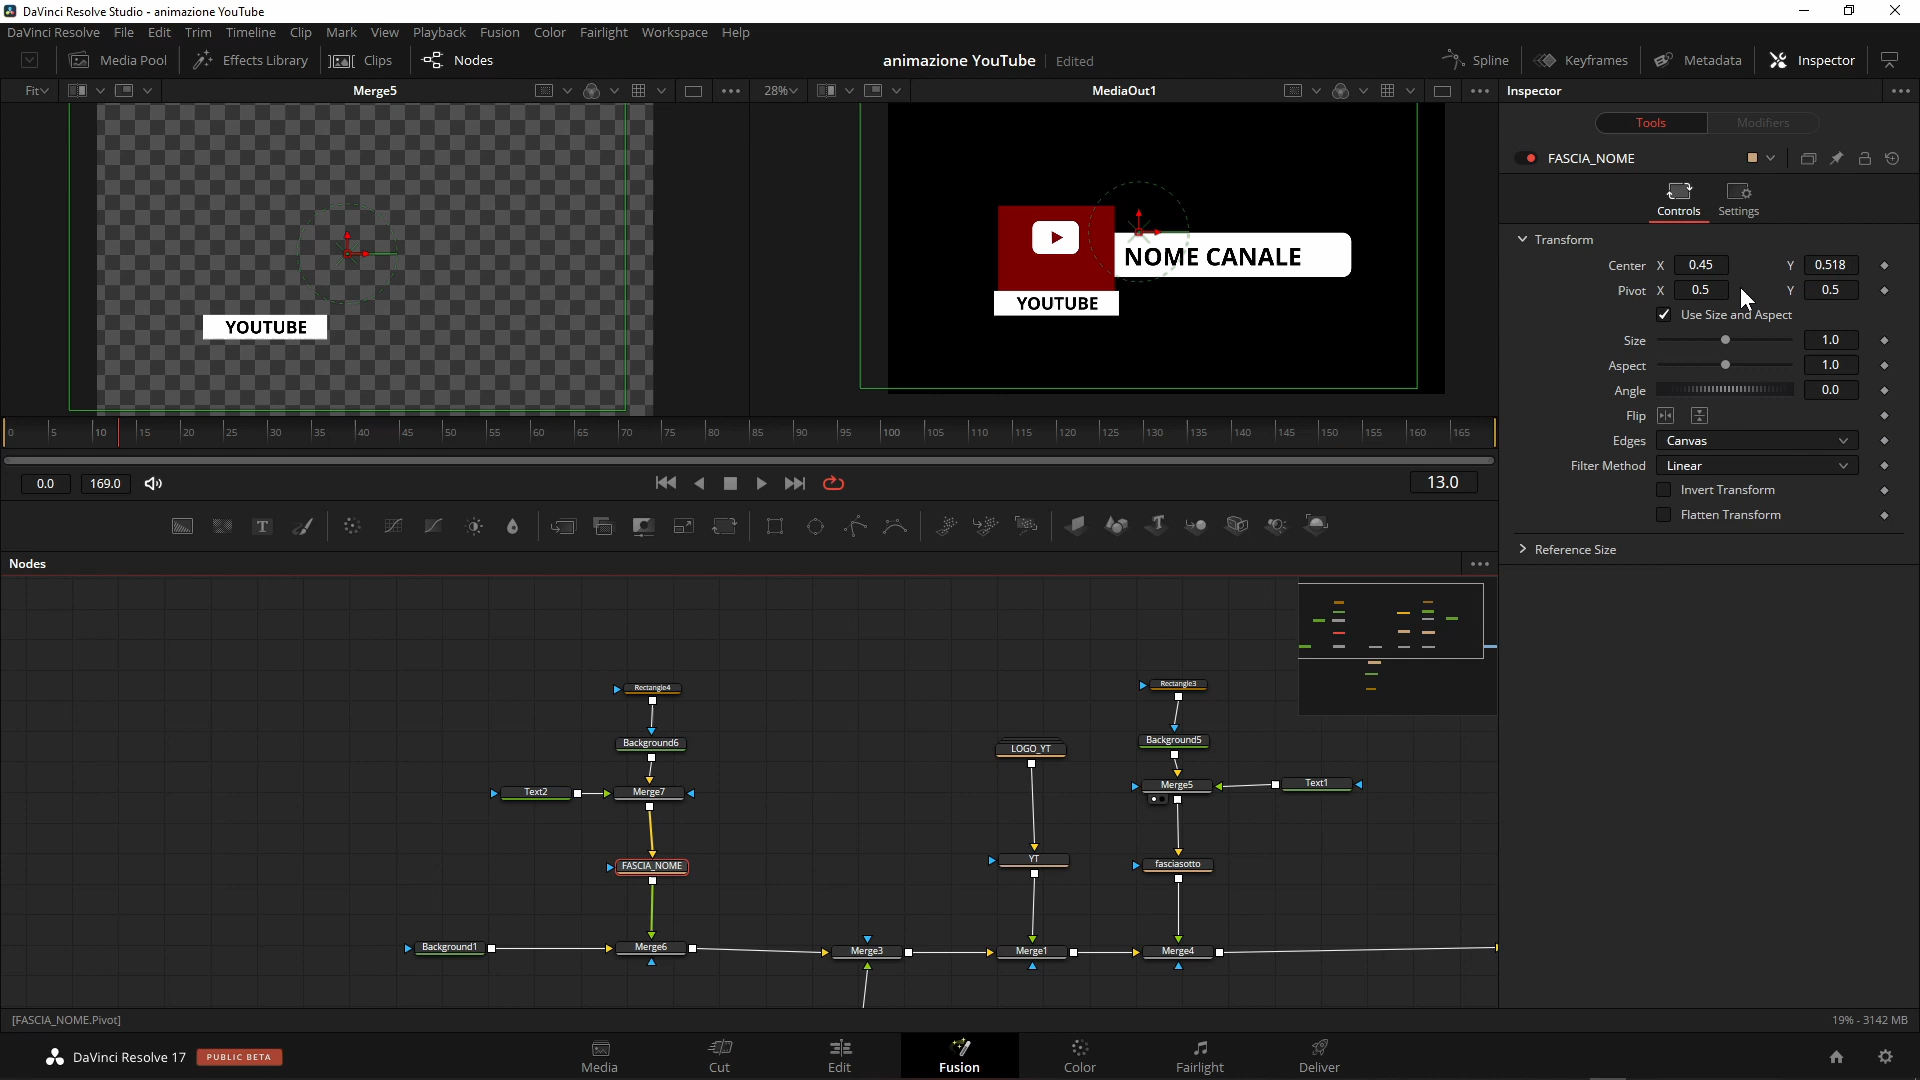 DaVinci Resolve Studio - animazione YouTube
DaVinci Resolve File Edit Trim Timeline Clip Mark View Playback Fusion Color Fairlight Workspace Help
Media Pool Effects Library Clips Nodes animazione YouTube Edited Spline Keyframes Metadata Inspector
Fit Merge5 28% MediaOut1 Inspector
Tools Modifiers
FASCIA_NOME
Controls Settings
Transform
Center X 0.45 Y 0.518
Pivot X 0.5 Y 0.5
Use Size and Aspect
Size 1.0
Aspect 1.0
Angle 0.0
Flip
Edges Canvas
Filter Method Linear
Invert Transform
Flatten Transform
Reference Size
YOUTUBE
NOME CANALE
YOUTUBE
0 5 10 15 20 25 30 35 40 45 50 55 60 65 70 75 80 85 90 95 100 105 110 115 120 125 130 135 140 145 150 155 160 165
0.0 169.0 13.0
T T
Nodes
Rectangle4 Rectangle3
Background6 LOGO_YT Background5
Text2 Merge7 Merge5 Text1
FASCIA_NOME YT fasciasotto
Background1 Merge6 Merge3 Merge1 Merge4
[FASCIA_NOME.Pivot] 19% - 3142 MB
DaVinci Resolve 17 PUBLIC BETA Media Cut Edit Fusion Color Fairlight Deliver